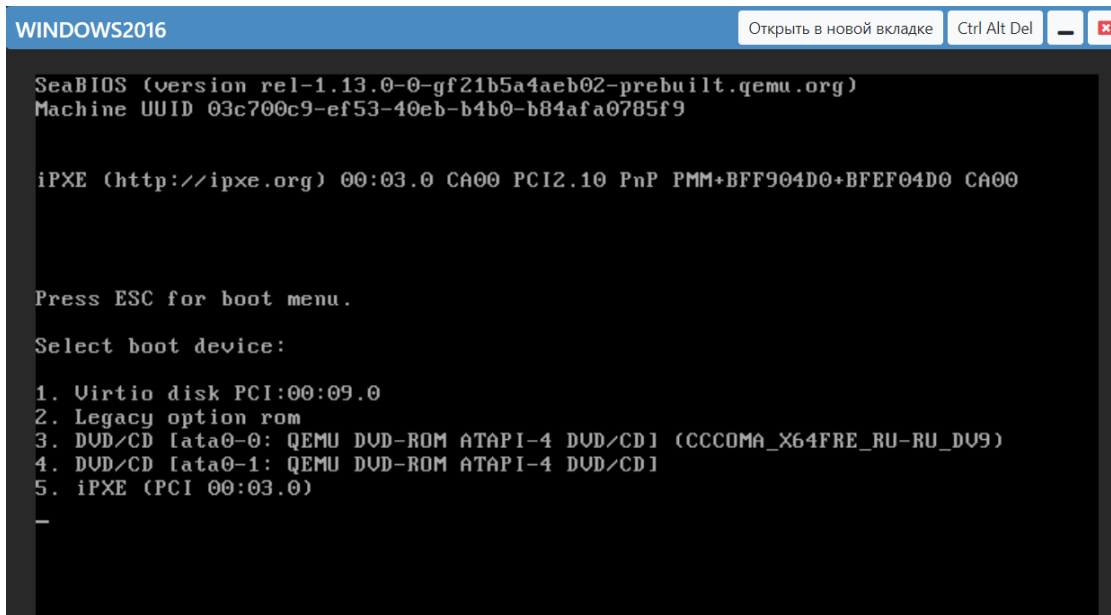 WINDOWS2016
Открыть в новой вкладке
Ctrl Alt Del
SeaBIOS (version rel-1.13.0-0-gf21b5a4aeb02-prebuilt.qemu.org)
Machine UUID 03c700c9-ef53-40eb-b4b0-b84afa0785f9
iPXE (http://ipxe.org) 00:03.0 CA00 PCI2.10 PnP PMM+BFF904D0+BFEF04D0 CA00
Press ESC for boot menu.
Select boot device:
1. Virtio disk PCI:00:09.0
2. Legacy option rom
3. DVD/CD [ata0-0: QEMU DVD-ROM ATAPI-4 DVD/CD] (CCCOMA_X64FRE_RU-RU_DV9)
4. DVD/CD [ata0-1: QEMU DVD-ROM ATAPI-4 DVD/CD]
5. iPXE (PCI 00:03.0)